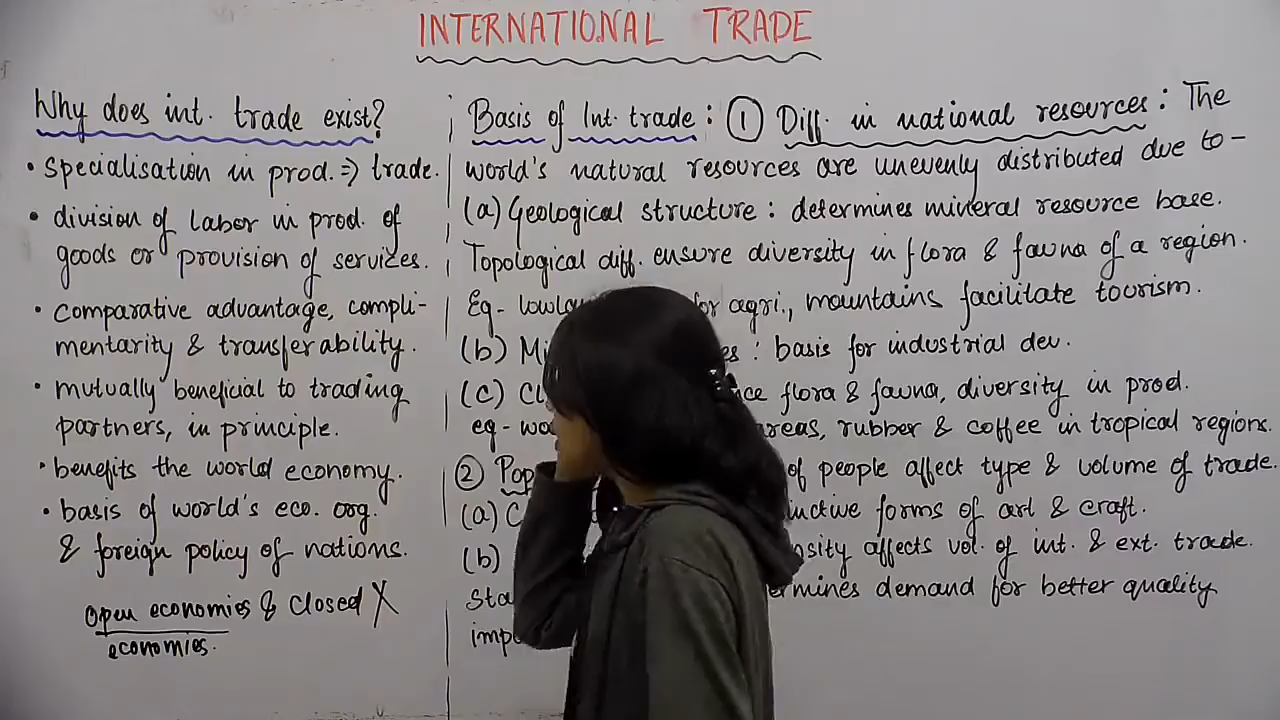 INTERNATIONAL TRADE
Why does int. trade exist?
• specialisation in prod. => trade.
• division of labor in prod. of
goods or provision of services.
• comparative advantage, compli-
mentarity & transferability.
• mutually beneficial to trading
partners, in principle.
• benefits the world economy.
• basis of world's eco. org.
& foreign policy of nations.
Open economies & closed X
economies.
Basis of Int. trade : ① Diff. in national resources : The
world's natural resources are unevenly distributed due to -
(a) Geological structure : determines mineral resource base.
Topological diff. ensure diversity in flora & fauna of a region.
Eg- agri., mountains facilitate tourism.
(b) : basis for industrial dev.
(c) flora & fauna, diversity in prod.
eg- rubber & coffee in tropical regions.
② of people affect type & volume of trade.
(a) forms of art & craft.
(b) affects vol. of int. & ext. trade.
demand for better quality